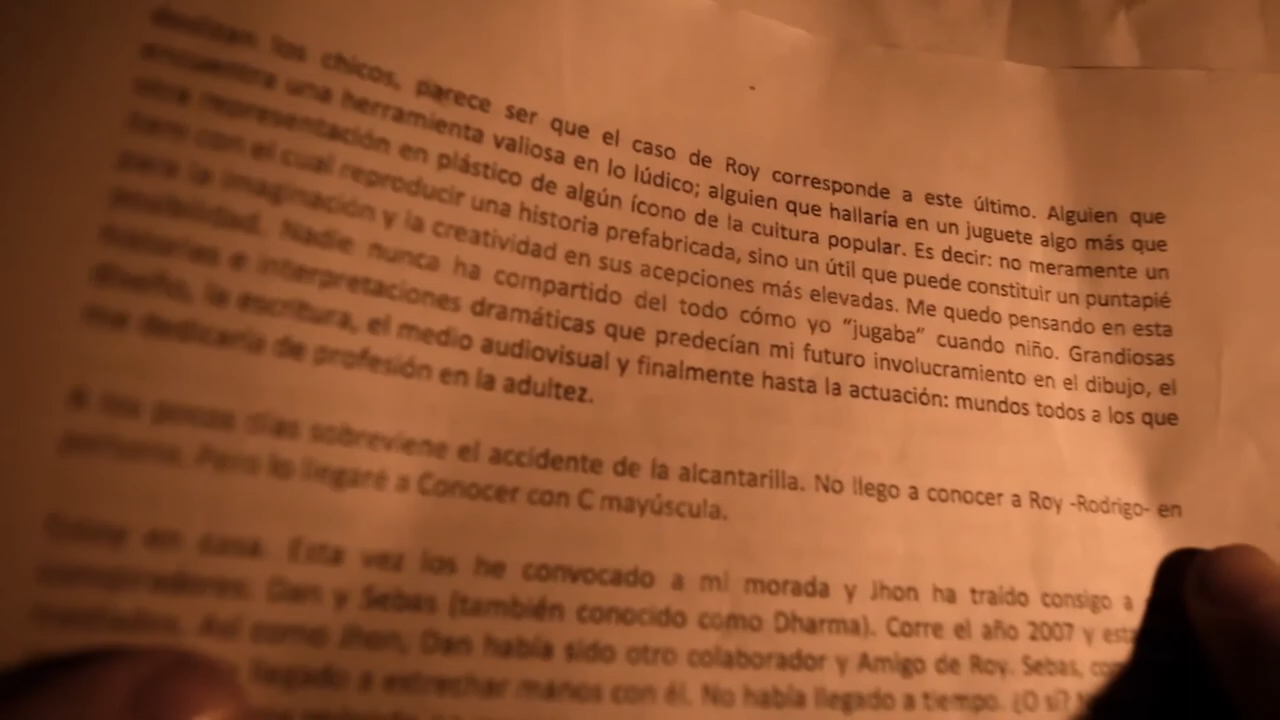 deslizan los chicos, parece ser que el caso de Roy corresponde a este último. Alguien que
encuentra una herramienta valiosa en lo lúdico; alguien que hallaría en un juguete algo más que
otra representación en plástico de algún ícono de la cultura popular. Es decir: no meramente un
ítem con el cual reproducir una historia prefabricada, sino un útil que puede constituir un puntapié
para la imaginación y la creatividad en sus acepciones más elevadas. Me quedo pensando en esta
posibilidad. Nadie nunca ha compartido del todo cómo yo “jugaba” cuando niño. Grandiosas
historias e interpretaciones dramáticas que predecían mi futuro involucramiento en el dibujo, el
diseño, la escritura, el medio audiovisual y finalmente hasta la actuación: mundos todos a los que
me dedicaría de profesión en la adultez.
A los pocos días sobreviene el accidente de la alcantarilla. No llego a conocer a Roy -Rodrigo- en
persona. Pero lo llegaré a Conocer con C mayúscula.
Estoy en casa. Esta vez los he convocado a mi morada y Jhon ha traído consigo a
conspiradores: Dan y Sebas (también conocido como Dharma). Corre el año 2007 y
Así como Jhon, Dan había sido otro colaborador y Amigo de Roy. Sebas,
llegado a estrechar manos con él. No había llegado a tiempo. ¿O sí?